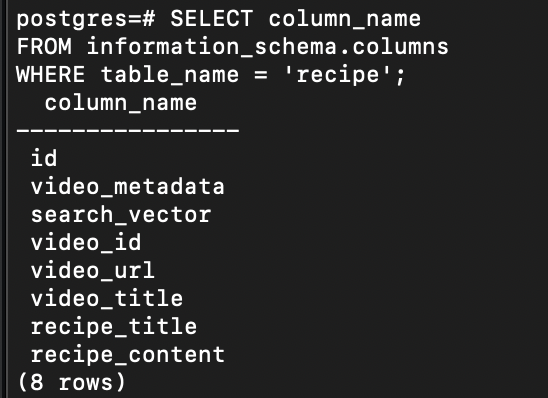 postgres=# SELECT column_name
FROM information_schema.columns
WHERE table_name = 'recipe';
column_name
----------------
id
video_metadata
search_vector
video_id
video_url
video_title
recipe_title
recipe_content
(8 rows)